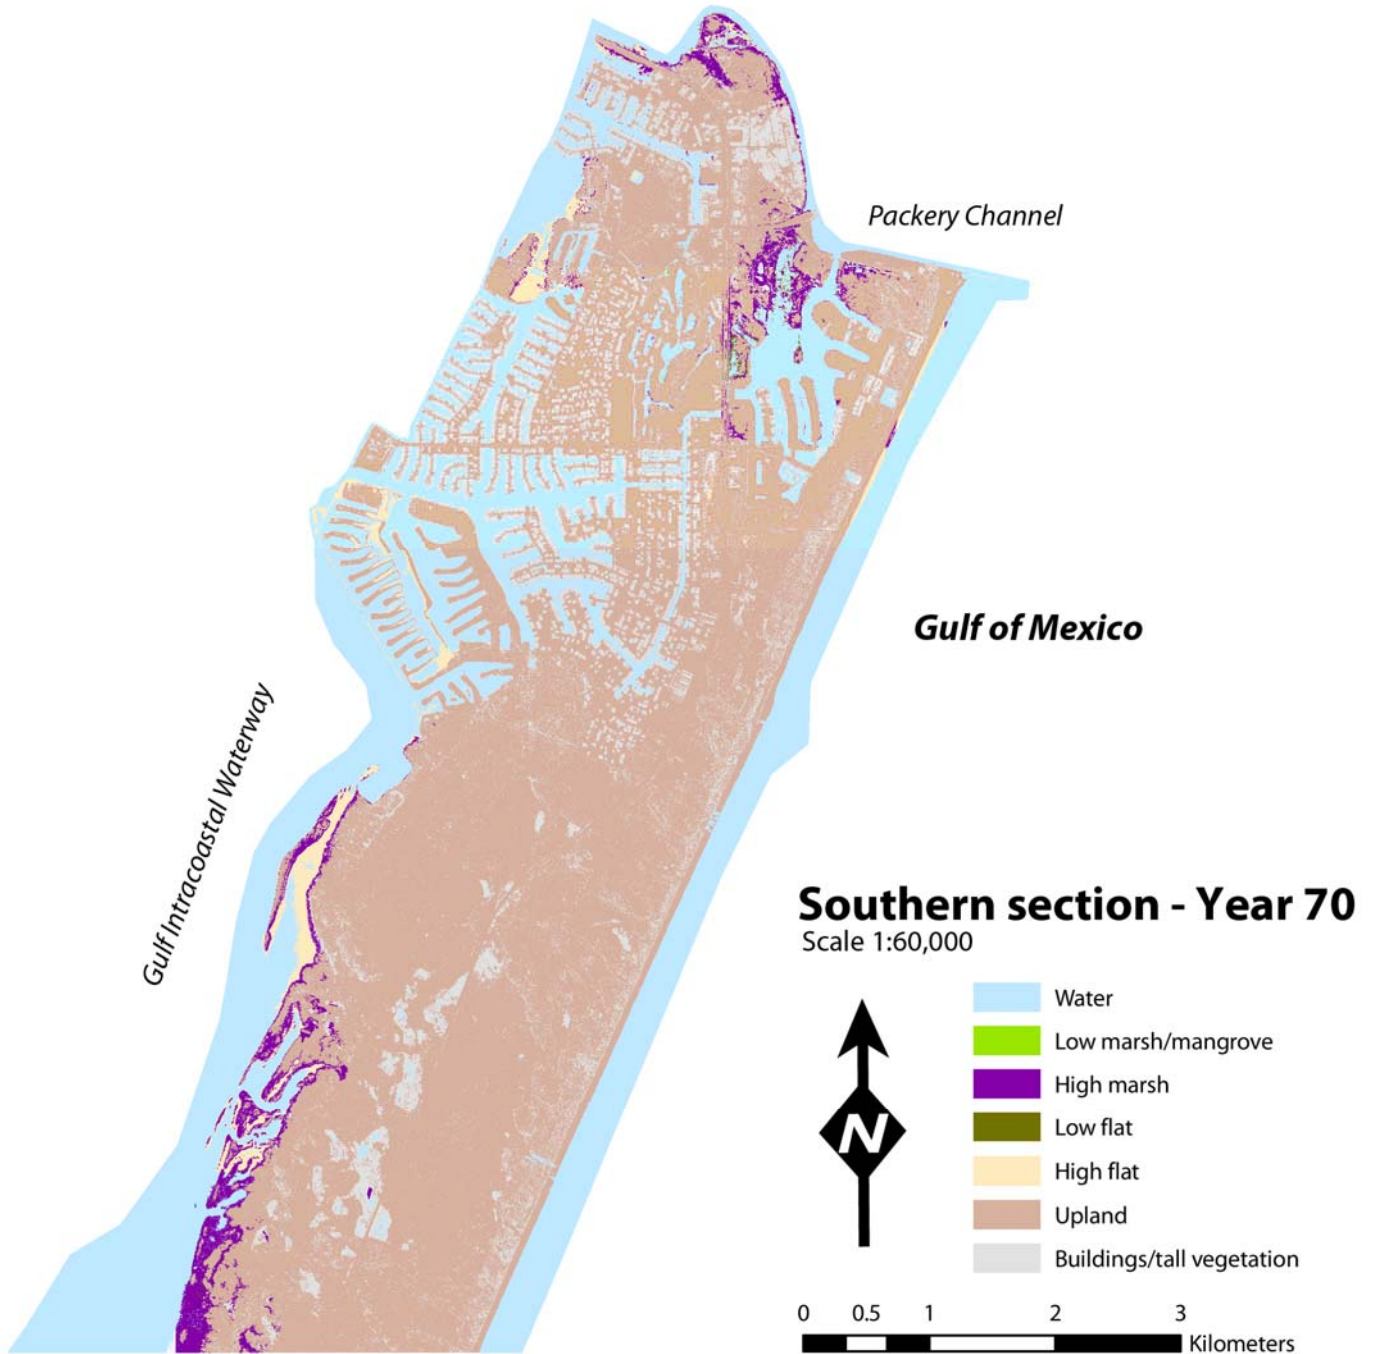 Packery Channel
Gulf of Mexico
Gulf Intracoastal Waterway
Southern section - Year 70
Scale 1:60,000
Water
Low marsh/mangrove
High marsh
Low flat
High flat
Upland
Buildings/tall vegetation
N
0 0.5 1 2 3
Kilometers